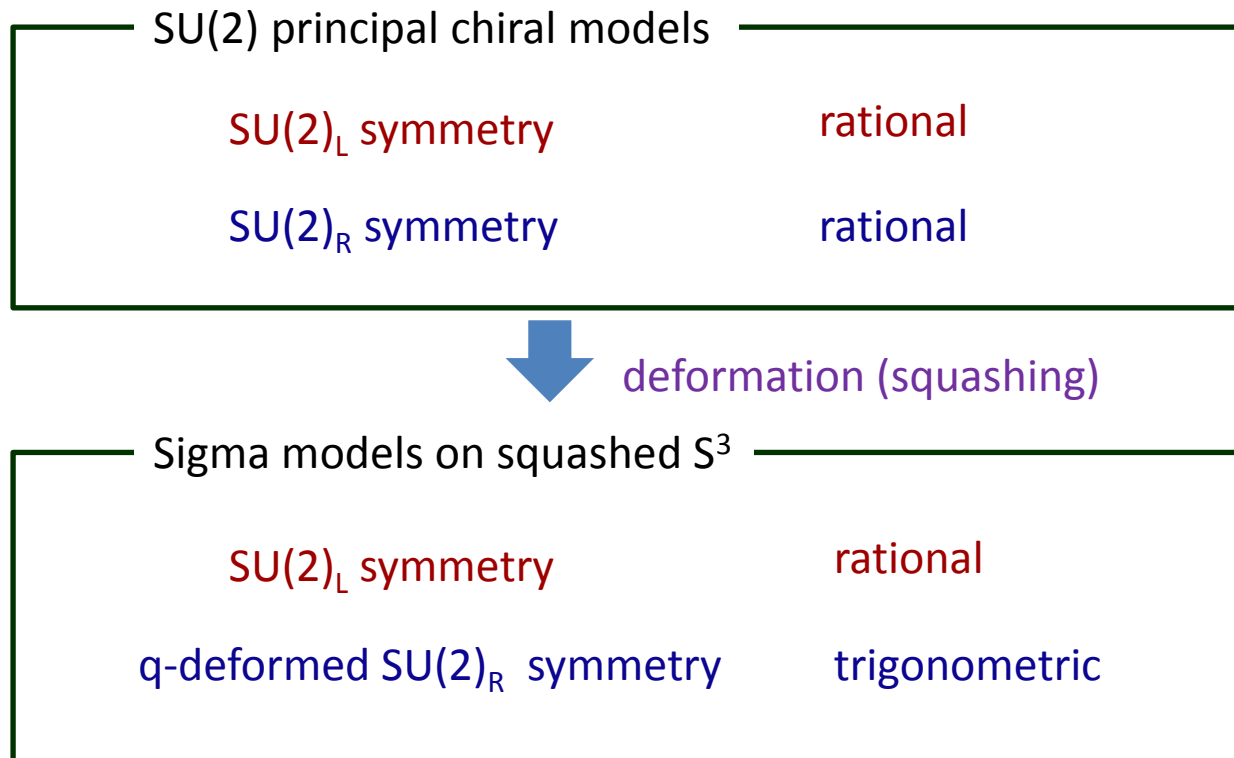 SU(2) principal chiral models
SU(2)L symmetry rational
SU(2)R symmetry rational
deformation (squashing)
Sigma models on squashed S3
SU(2)L symmetry rational
q-deformed SU(2)R symmetry trigonometric